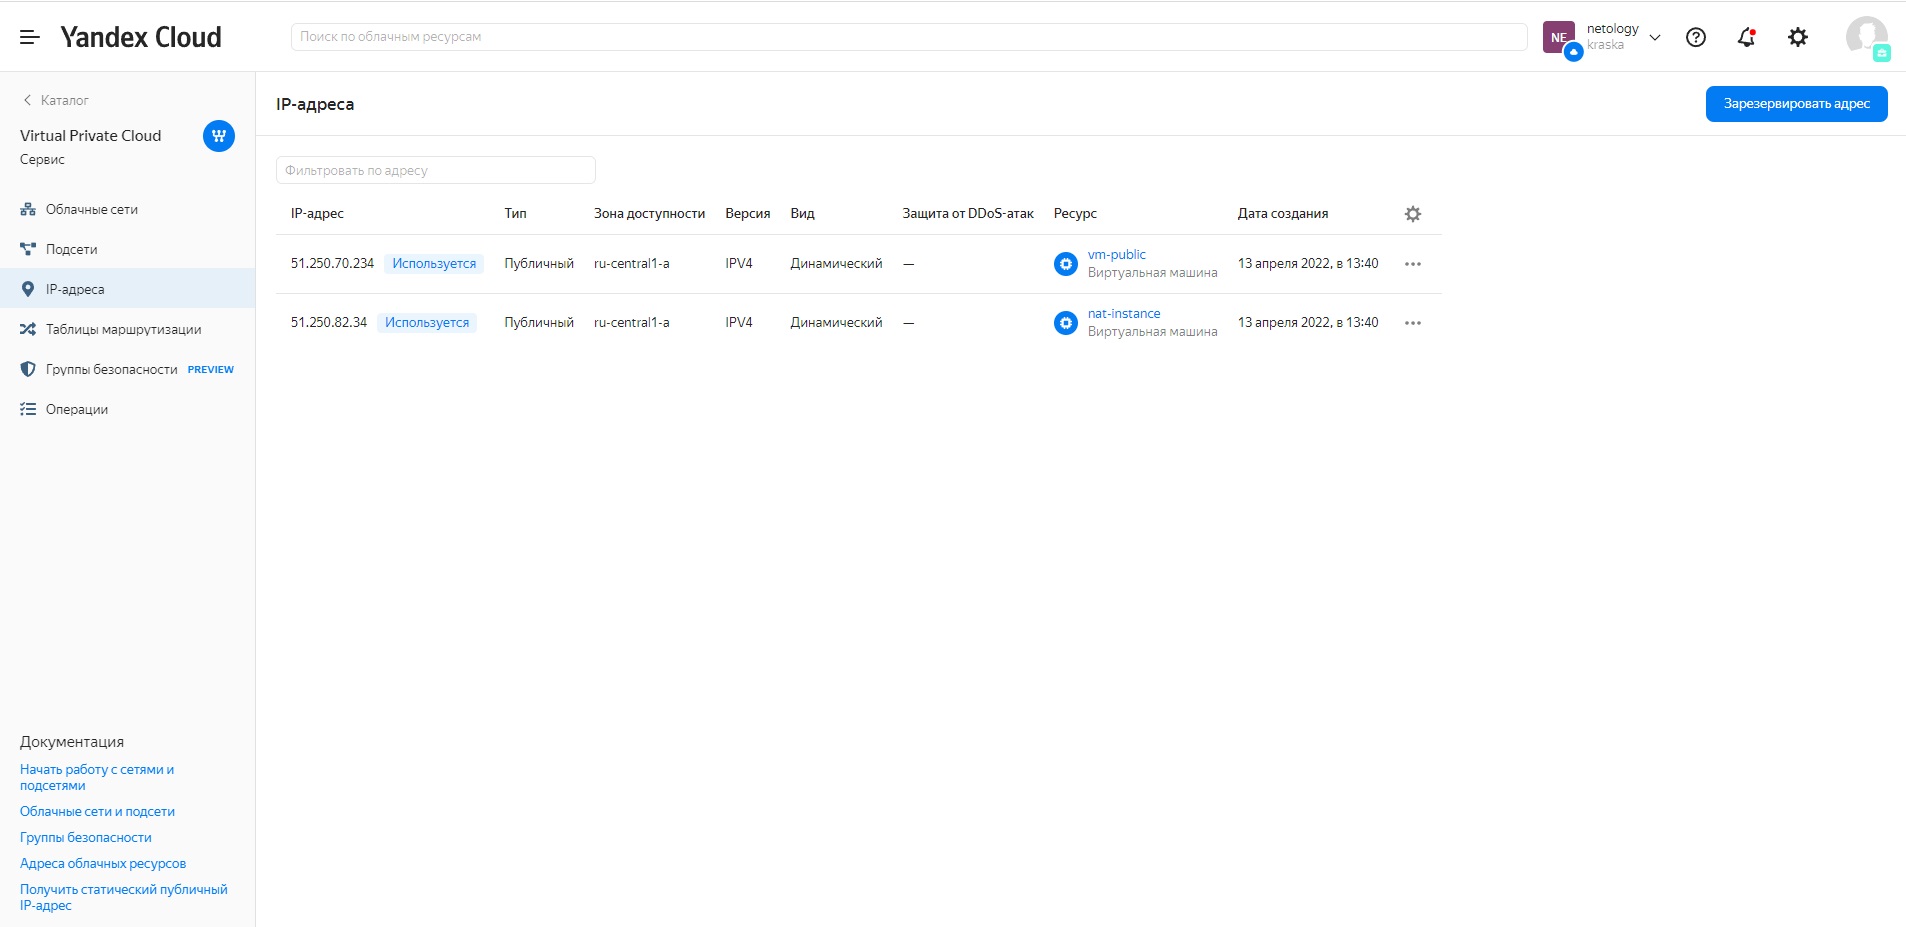 Yandex Cloud
Поиск по облачным ресурсам
NE
netology
kraska
Каталог
Virtual Private Cloud
Сервис
Облачные сети
Подсети
IP-адреса
Таблицы маршрутизации
Группы безопасности PREVIEW
Операции
Документация
Начать работу с сетями и
подсетями
Облачные сети и подсети
Группы безопасности
Адреса облачных ресурсов
Получить статический публичный
IP-адрес
IP-адреса
Зарезервировать адрес
Фильтровать по адресу
IP-адрес Тип Зона доступности Версия Вид Защита от DDoS-атак Ресурс Дата создания
51.250.70.234 Используется Публичный ru-central1-a IPV4 Динамический — vm-public 13 апреля 2022, в 13:40
Виртуальная машина
51.250.82.34 Используется Публичный ru-central1-a IPV4 Динамический — nat-instance 13 апреля 2022, в 13:40
Виртуальная машина